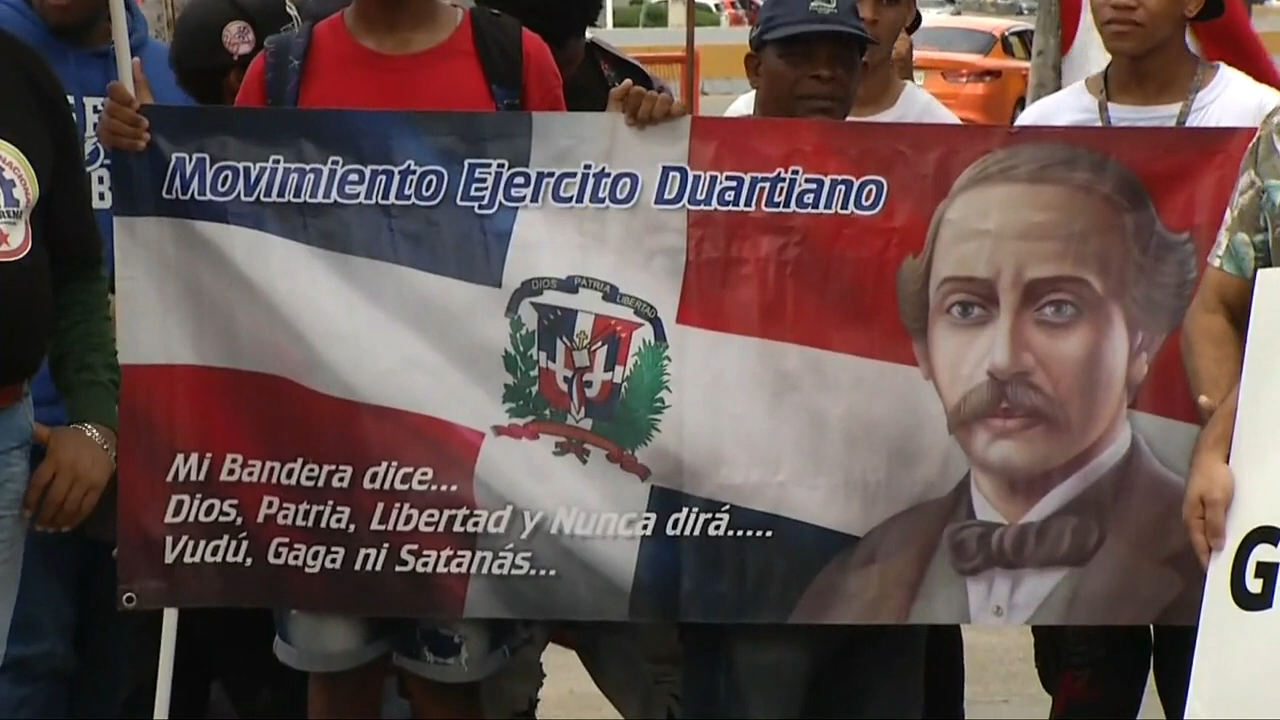 Movimiento Ejercito Duartiano
DIOS PATRIA LIBERTAD
Mi Bandera dice...
Dios, Patria, Libertad y Nunca dirá.....
Vudú, Gaga ni Satanás...
G